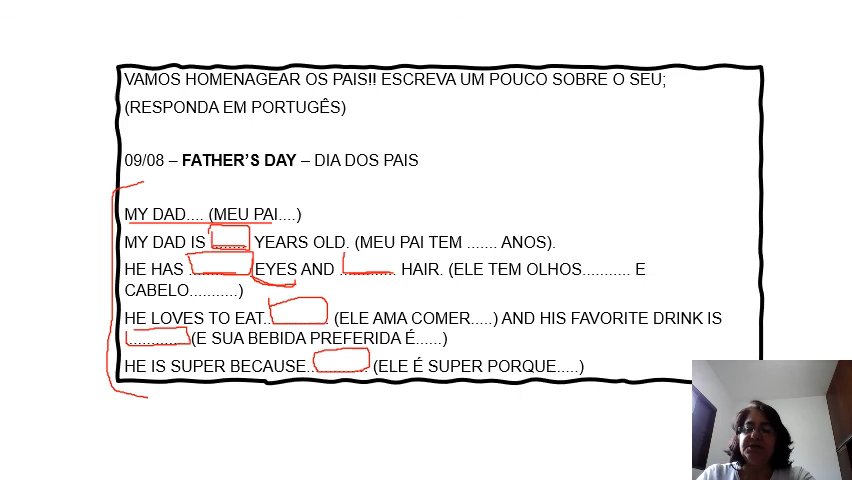 VAMOS HOMENAGEAR OS PAIS!! ESCREVA UM POUCO SOBRE O SEU;
(RESPONDA EM PORTUGÊS)
09/08 – FATHER'S DAY – DIA DOS PAIS
MY DAD.... (MEU PAI....)
MY DAD IS ....... YEARS OLD. (MEU PAI TEM ....... ANOS).
HE HAS ............. EYES AND ............ HAIR. (ELE TEM OLHOS........... E
CABELO...........)
HE LOVES TO EAT.............. (ELE AMA COMER.....) AND HIS FAVORITE DRINK IS
............. (E SUA BEBIDA PREFERIDA É......)
HE IS SUPER BECAUSE.............. (ELE É SUPER PORQUE.....)